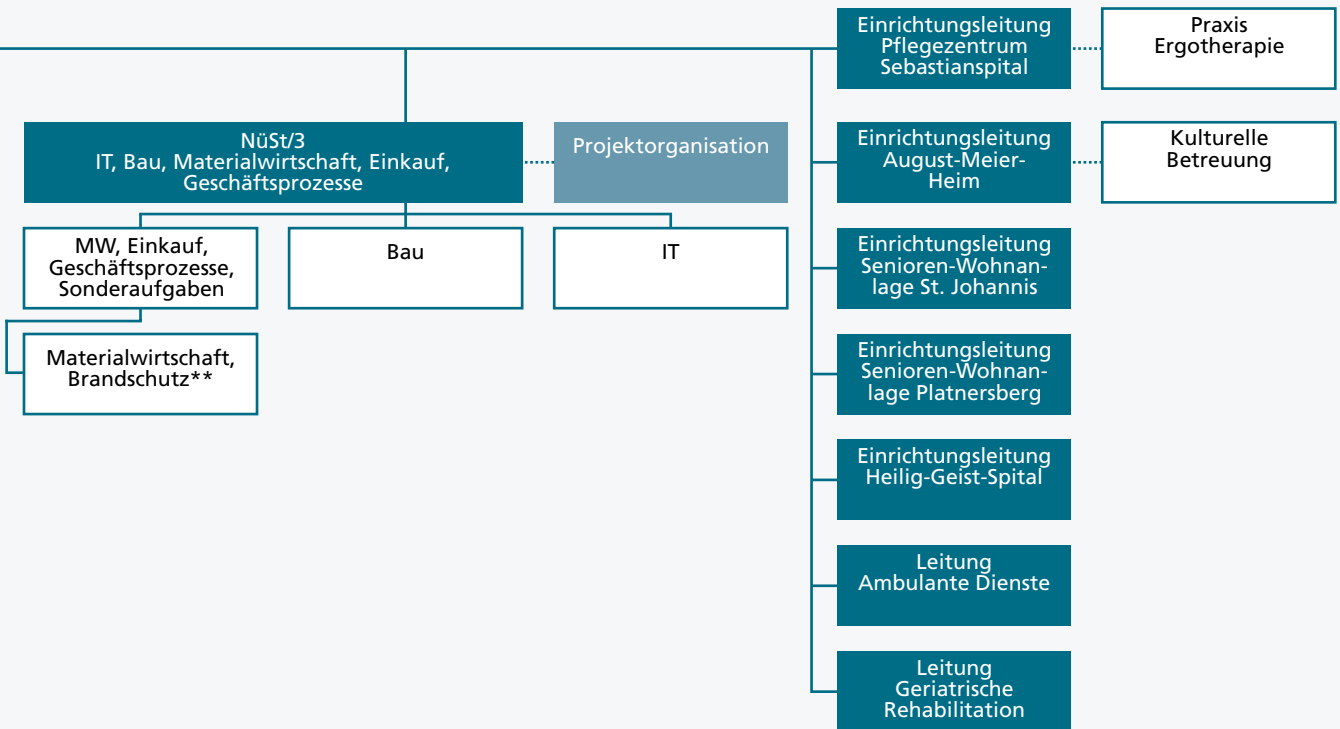 Einrichtungsleitung
Pflegezentrum
Sebastianspital
Praxis
Ergotherapie
NüSt/3
IT, Bau, Materialwirtschaft, Einkauf,
Geschäftsprozesse
Projektorganisation
Einrichtungsleitung
August-Meier-
Heim
Kulturelle
Betreuung
MW, Einkauf,
Geschäftsprozesse,
Sonderaufgaben
Bau
IT
Einrichtungsleitung
Senioren-Wohnan-
lage St. Johannis
Materialwirtschaft,
Brandschutz**
Einrichtungsleitung
Senioren-Wohnan-
lage Platnersberg
Einrichtungsleitung
Heilig-Geist-Spital
Leitung
Ambulante Dienste
Leitung
Geriatrische
Rehabilitation